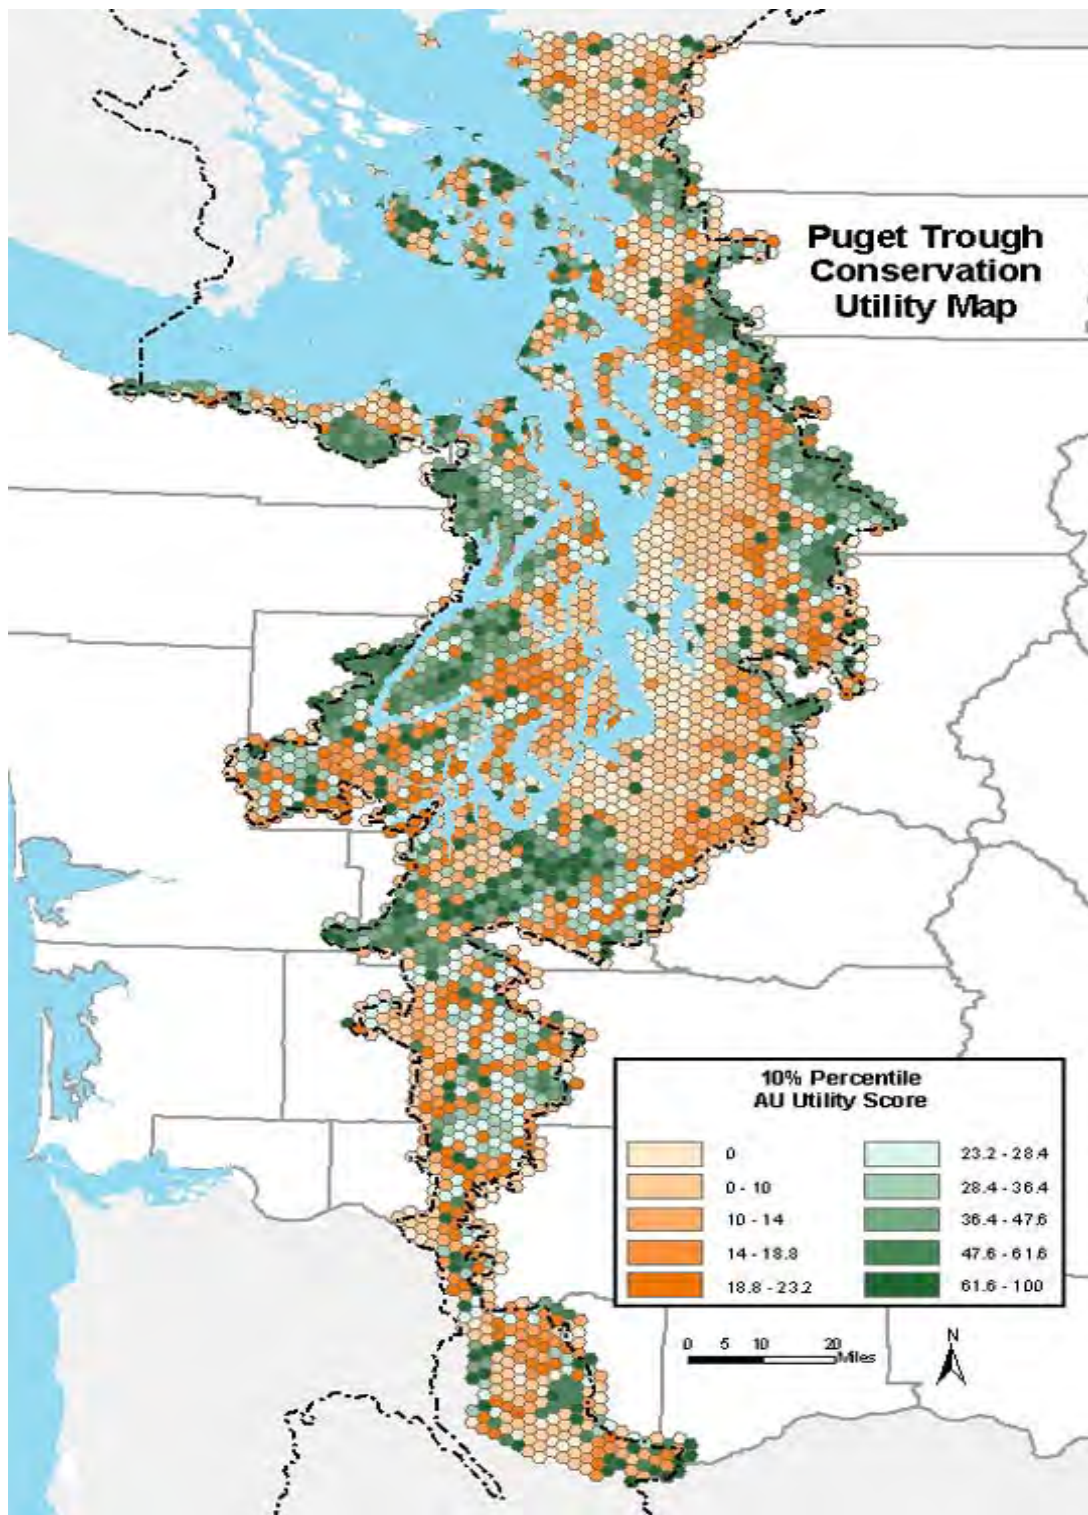 Puget Trough
Conservation
Utility Map
10% Percentile
AU Utility Score
0
0 - 10
10 - 14
14 - 18.8
18.8 - 23.2
23.2 - 28.4
28.4 - 36.4
36.4 - 47.6
47.6 - 61.6
61.6 - 100
0 5 10 20
Miles
N